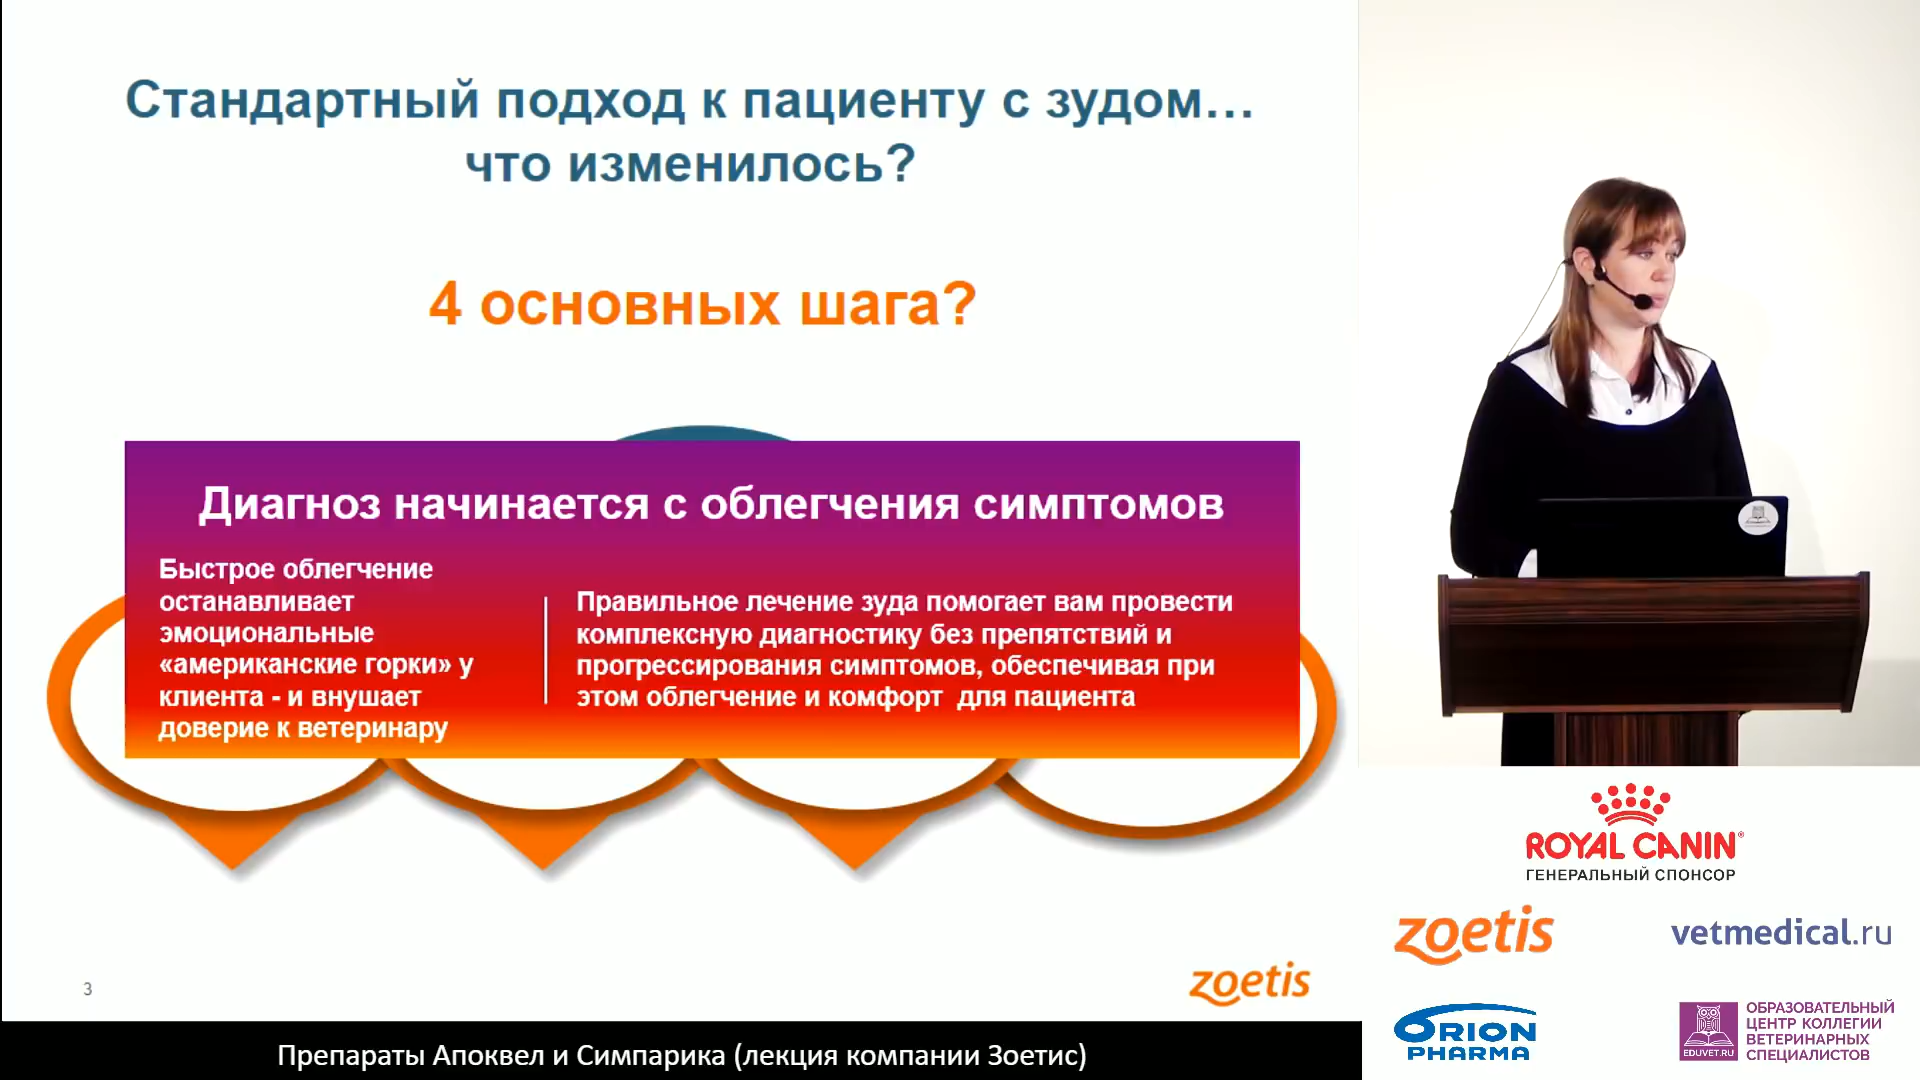 Стандартный подход к пациенту с зудом...
что изменилось?
4 основных шага?
Диагноз начинается с облегчения симптомов
Быстрое облегчение
останавливает
эмоциональные
«американские горки» у
клиента - и внушает
доверие к ветеринару
Правильное лечение зуда помогает вам провести
комплексную диагностику без препятствий и
прогрессирования симптомов, обеспечивая при
этом облегчение и комфорт для пациента
3
zoetis
Препараты Апоквел и Симпарика (лекция компании Зоетис)
ROYAL CANIN®
ГЕНЕРАЛЬНЫЙ СПОНСОР
zoetis
vetmedical.ru
ORION
PHARMA
EDUVET.RU
ОБРАЗОВАТЕЛЬНЫЙ
ЦЕНТР КОЛЛЕГИИ
ВЕТЕРИНАРНЫХ
СПЕЦИАЛИСТОВ